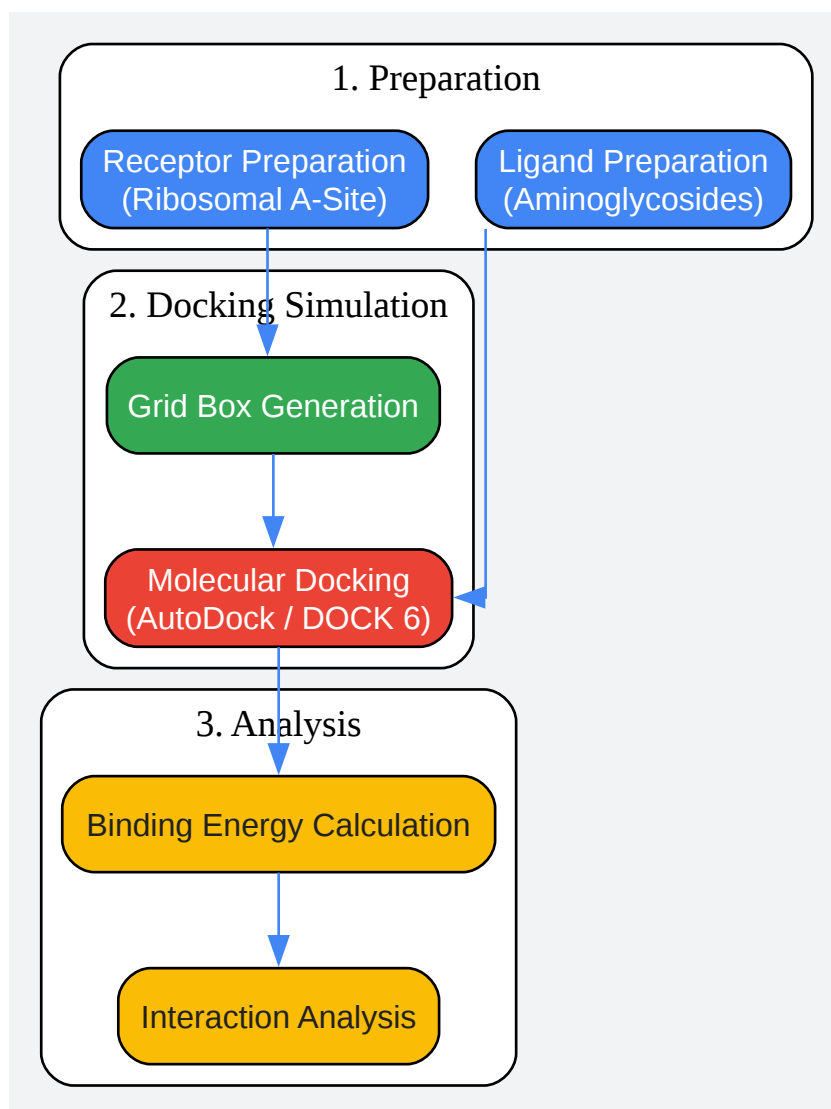 1. Preparation
Receptor Preparation
(Ribosomal A-Site)
Ligand Preparation
(Aminoglycosides)
2. Docking Simulation
Grid Box Generation
Molecular Docking
(AutoDock / DOCK 6)
3. Analysis
Binding Energy Calculation
Interaction Analysis